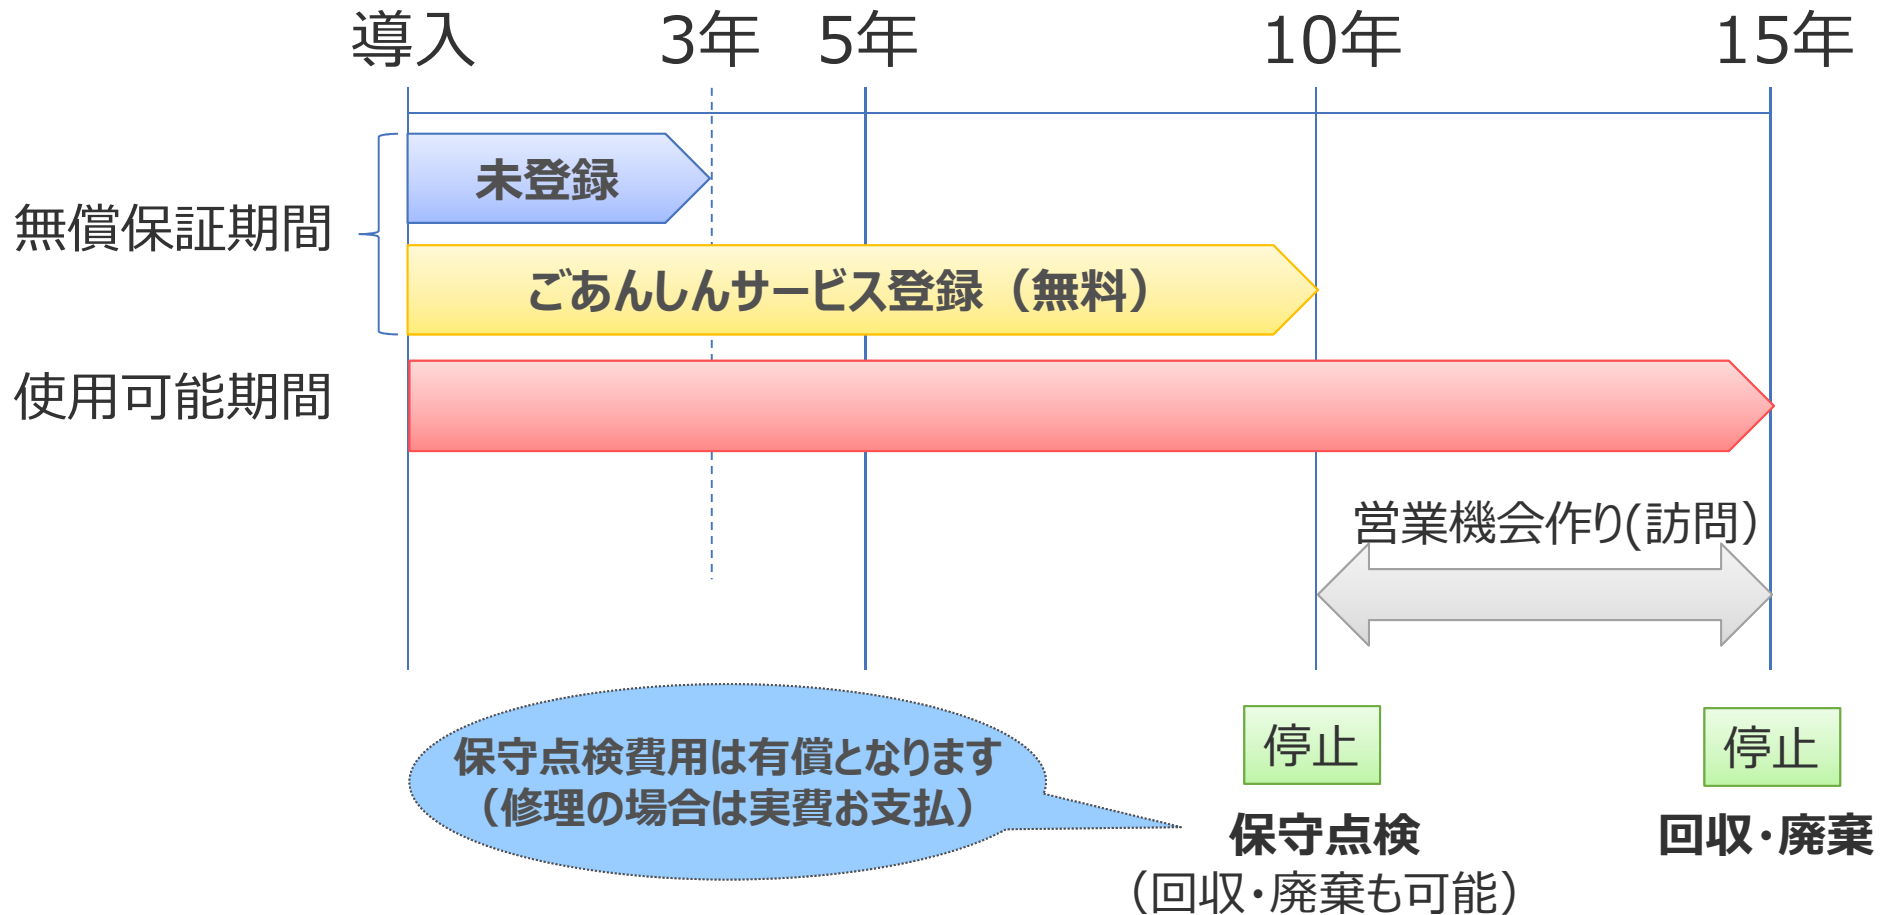 導入 3年 5年 10年 15年
未登録
無償保証期間
ごあんしんサービス登録（無料）
使用可能期間
営業機会作り(訪問）
保守点検費用は有償となります
（修理の場合は実費お支払）
停止
停止
保守点検
回収・廃棄
（回収・廃棄も可能）